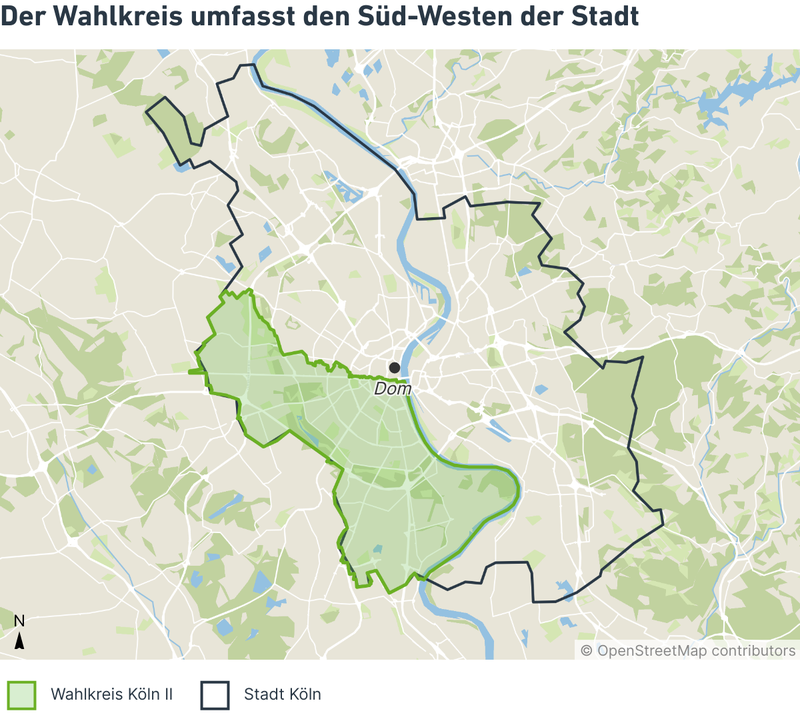 Der Wahlkreis umfasst den Süd-Westen der Stadt
Dom
N
© OpenStreetMap contributors
Wahlkreis Köln II
Stadt Köln